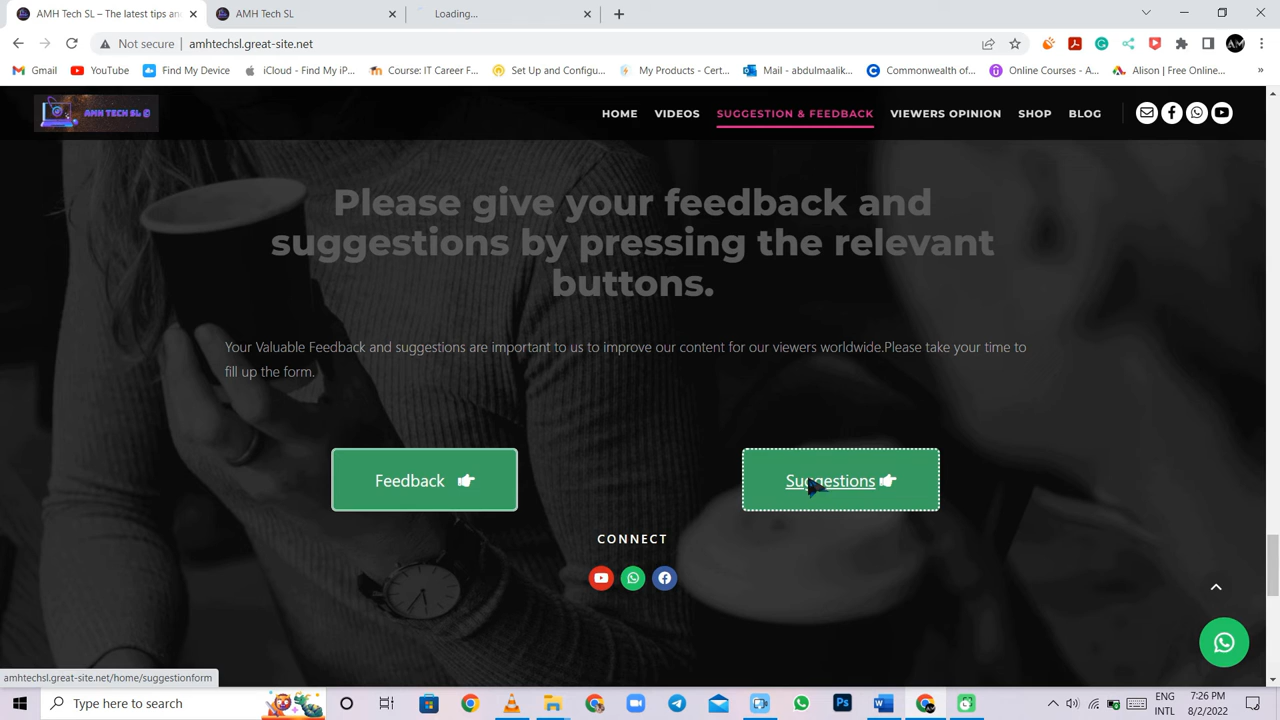 AMH Tech SL – The latest tips an
AMH Tech SL
Loading...
Not secure
amhtechsl.great-site.net
Gmail
YouTube
Find My Device
iCloud - Find My iP...
Course: IT Career F...
Set Up and Configu...
My Products - Cert...
Mail - abdulmaalik...
Commonwealth of...
Online Courses - A...
Alison | Free Online...
»
AMH TECH SL
HOME
VIDEOS
SUGGESTION & FEEDBACK
VIEWERS OPINION
SHOP
BLOG
Please give your feedback and
suggestions by pressing the relevant
buttons.
Your Valuable Feedback and suggestions are important to us to improve our content for our viewers worldwide.Please take your time to
fill up the form.
Feedback
Suggestions
CONNECT
amhtechsl.great-site.net/home/suggestionform
Type here to search
ENG
INTL
7:26 PM
8/2/2022